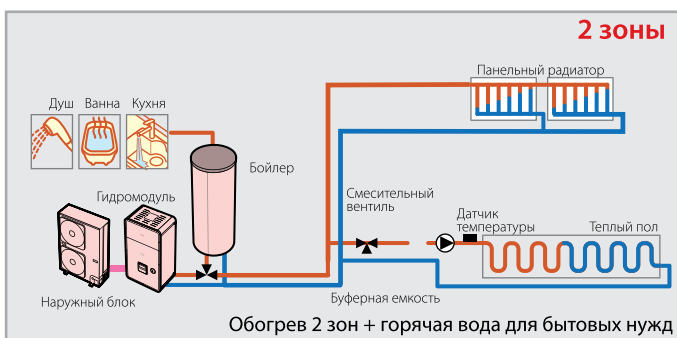 2 зоны
Панельный радиатор
Душ Ванна Кухня
Бойлер
Гидромодуль
Смесительный
вентиль
Датчик
температуры
Теплый пол
Наружный блок
Буферная емкость
Обогрев 2 зон + горячая вода для бытовых нужд